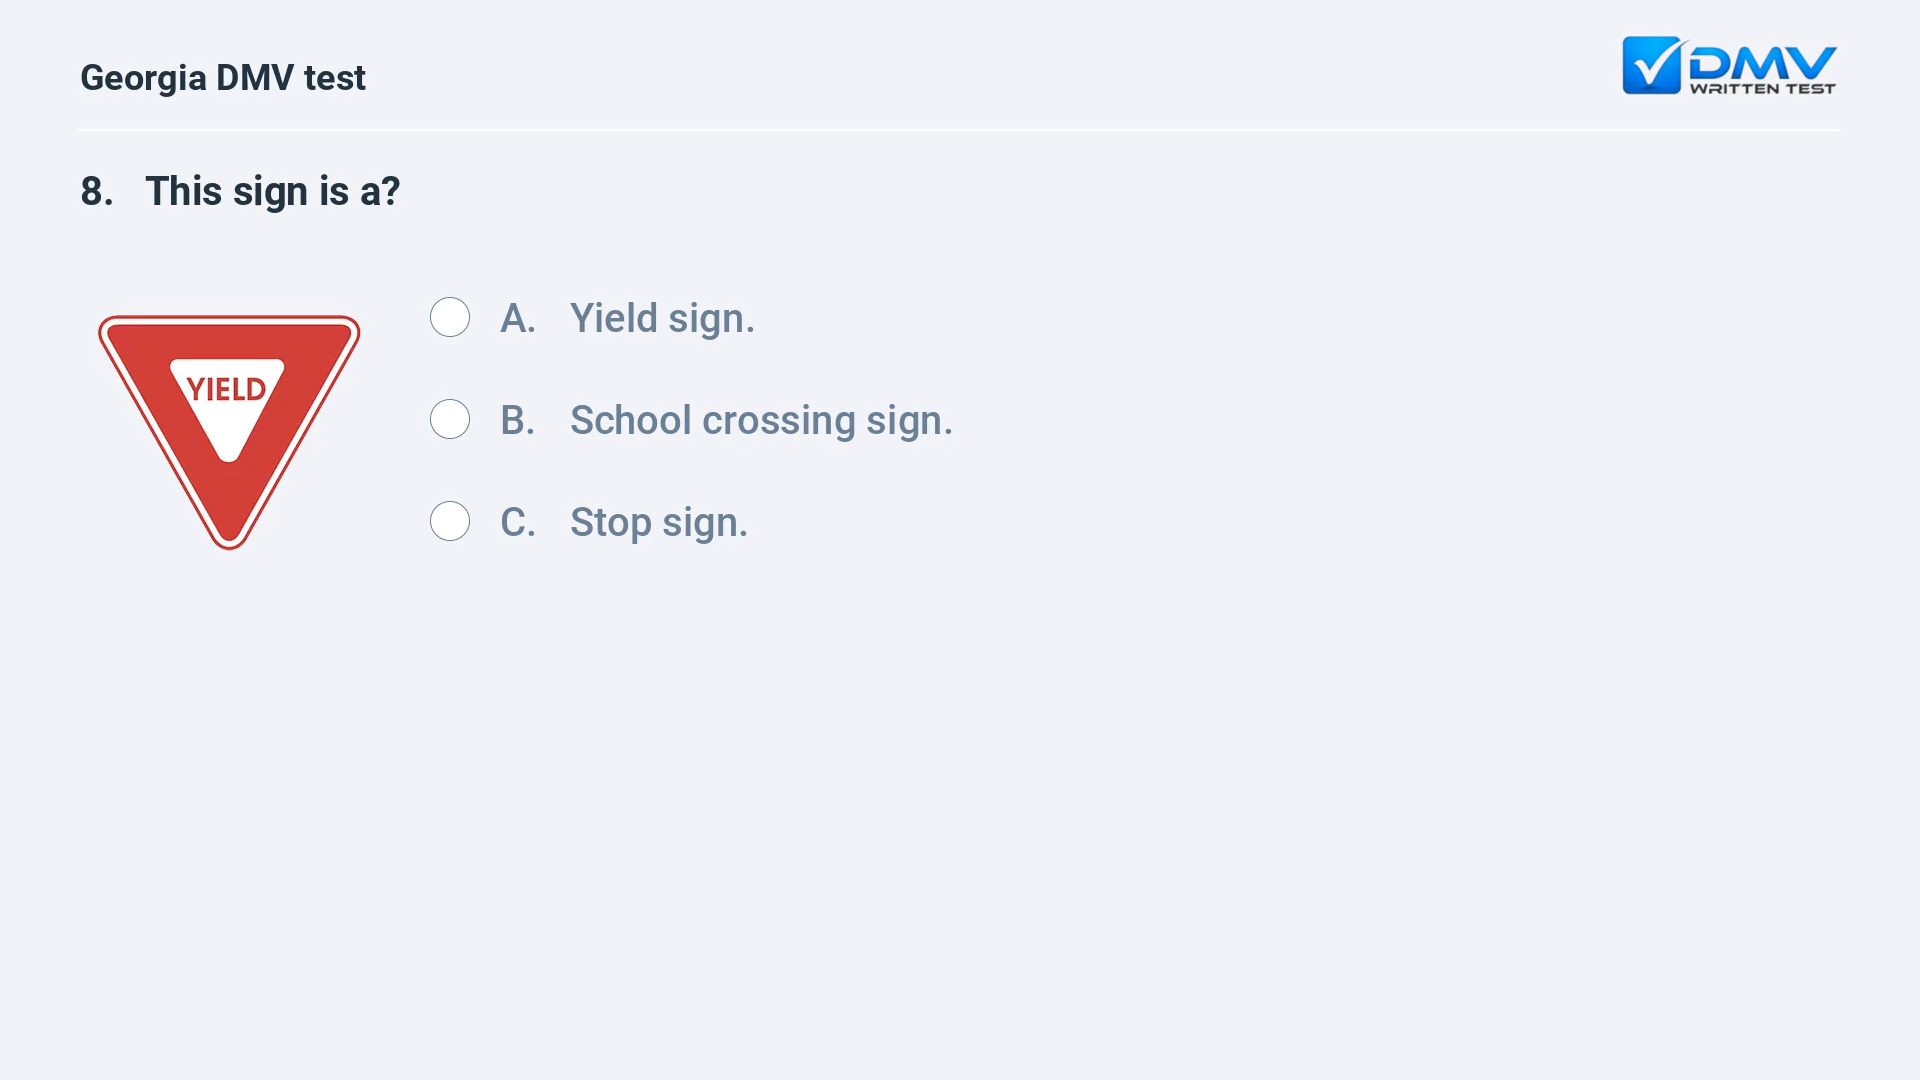 Georgia DMV test
DMV
WRITTEN TEST
8. This sign is a?
YIELD
A. Yield sign.
B. School crossing sign.
C. Stop sign.